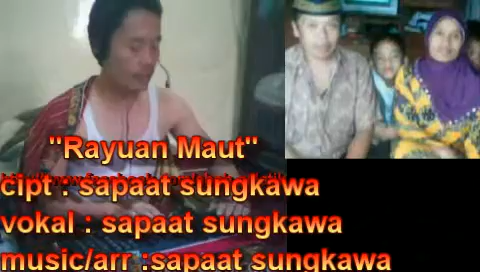 "Rayuan Maut"
cipt : sapaat sungkawa
vokal : sapaat sungkawa
music/arr :sapaat sungkawa